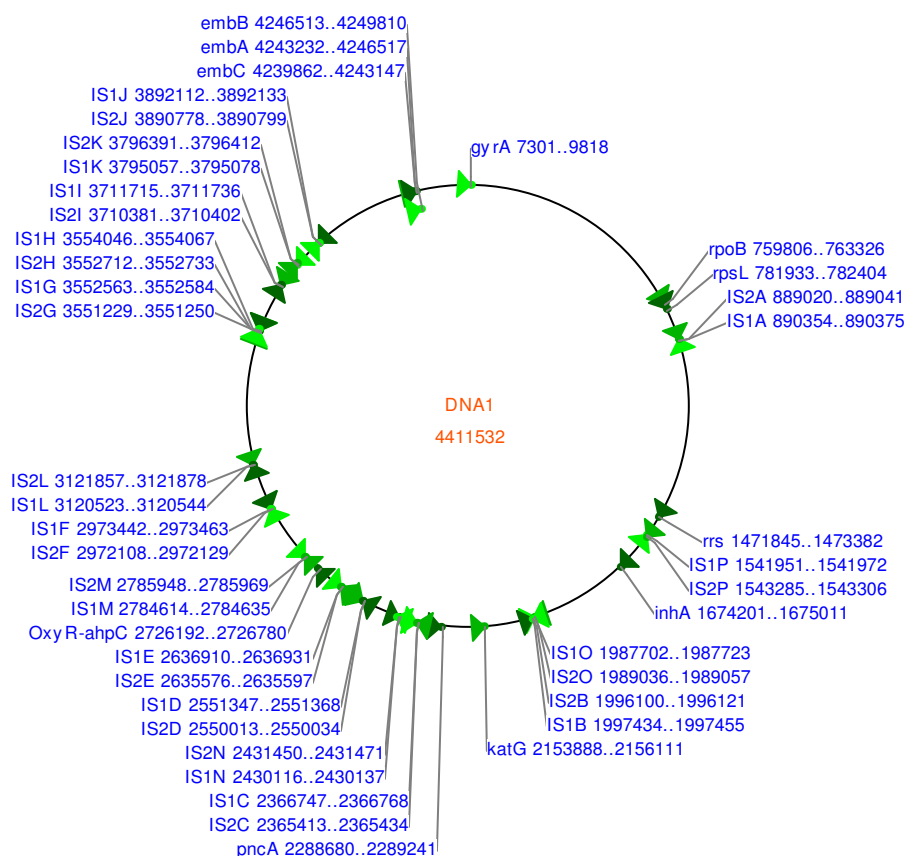 embB 4246513..4249810
embA 4243232..4246517
embC 4239862..4243147
IS1J 3892112..3892133
IS2J 3890778..3890799
IS2K 3796391..3796412
IS1K 3795057..3795078
IS1I 3711715..3711736
IS2I 3710381..3710402
IS1H 3554046..3554067
IS2H 3552712..3552733
IS1G 3552563..3552584
IS2G 3551229..3551250
gyrA 7301..9818
rpoB 759806..763326
rpsL 781933..782404
IS2A 889020..889041
IS1A 890354..890375
DNA1
4411532
IS2L 3121857..3121878
IS1L 3120523..3120544
IS1F 2973442..2973463
IS2F 2972108..2972129
IS2M 2785948..2785969
IS1M 2784614..2784635
OxyR-ahpC 2726192..2726780
IS1E 2636910..2636931
IS2E 2635576..2635597
IS1D 2551347..2551368
IS2D 2550013..2550034
IS2N 2431450..2431471
IS1N 2430116..2430137
IS1C 2366747..2366768
IS2C 2365413..2365434
pncA 2288680..2289241
rrs 1471845..1473382
IS1P 1541951..1541972
IS2P 1543285..1543306
inhA 1674201..1675011
IS1O 1987702..1987723
IS2O 1989036..1989057
IS2B 1996100..1996121
IS1B 1997434..1997455
katG 2153888..2156111